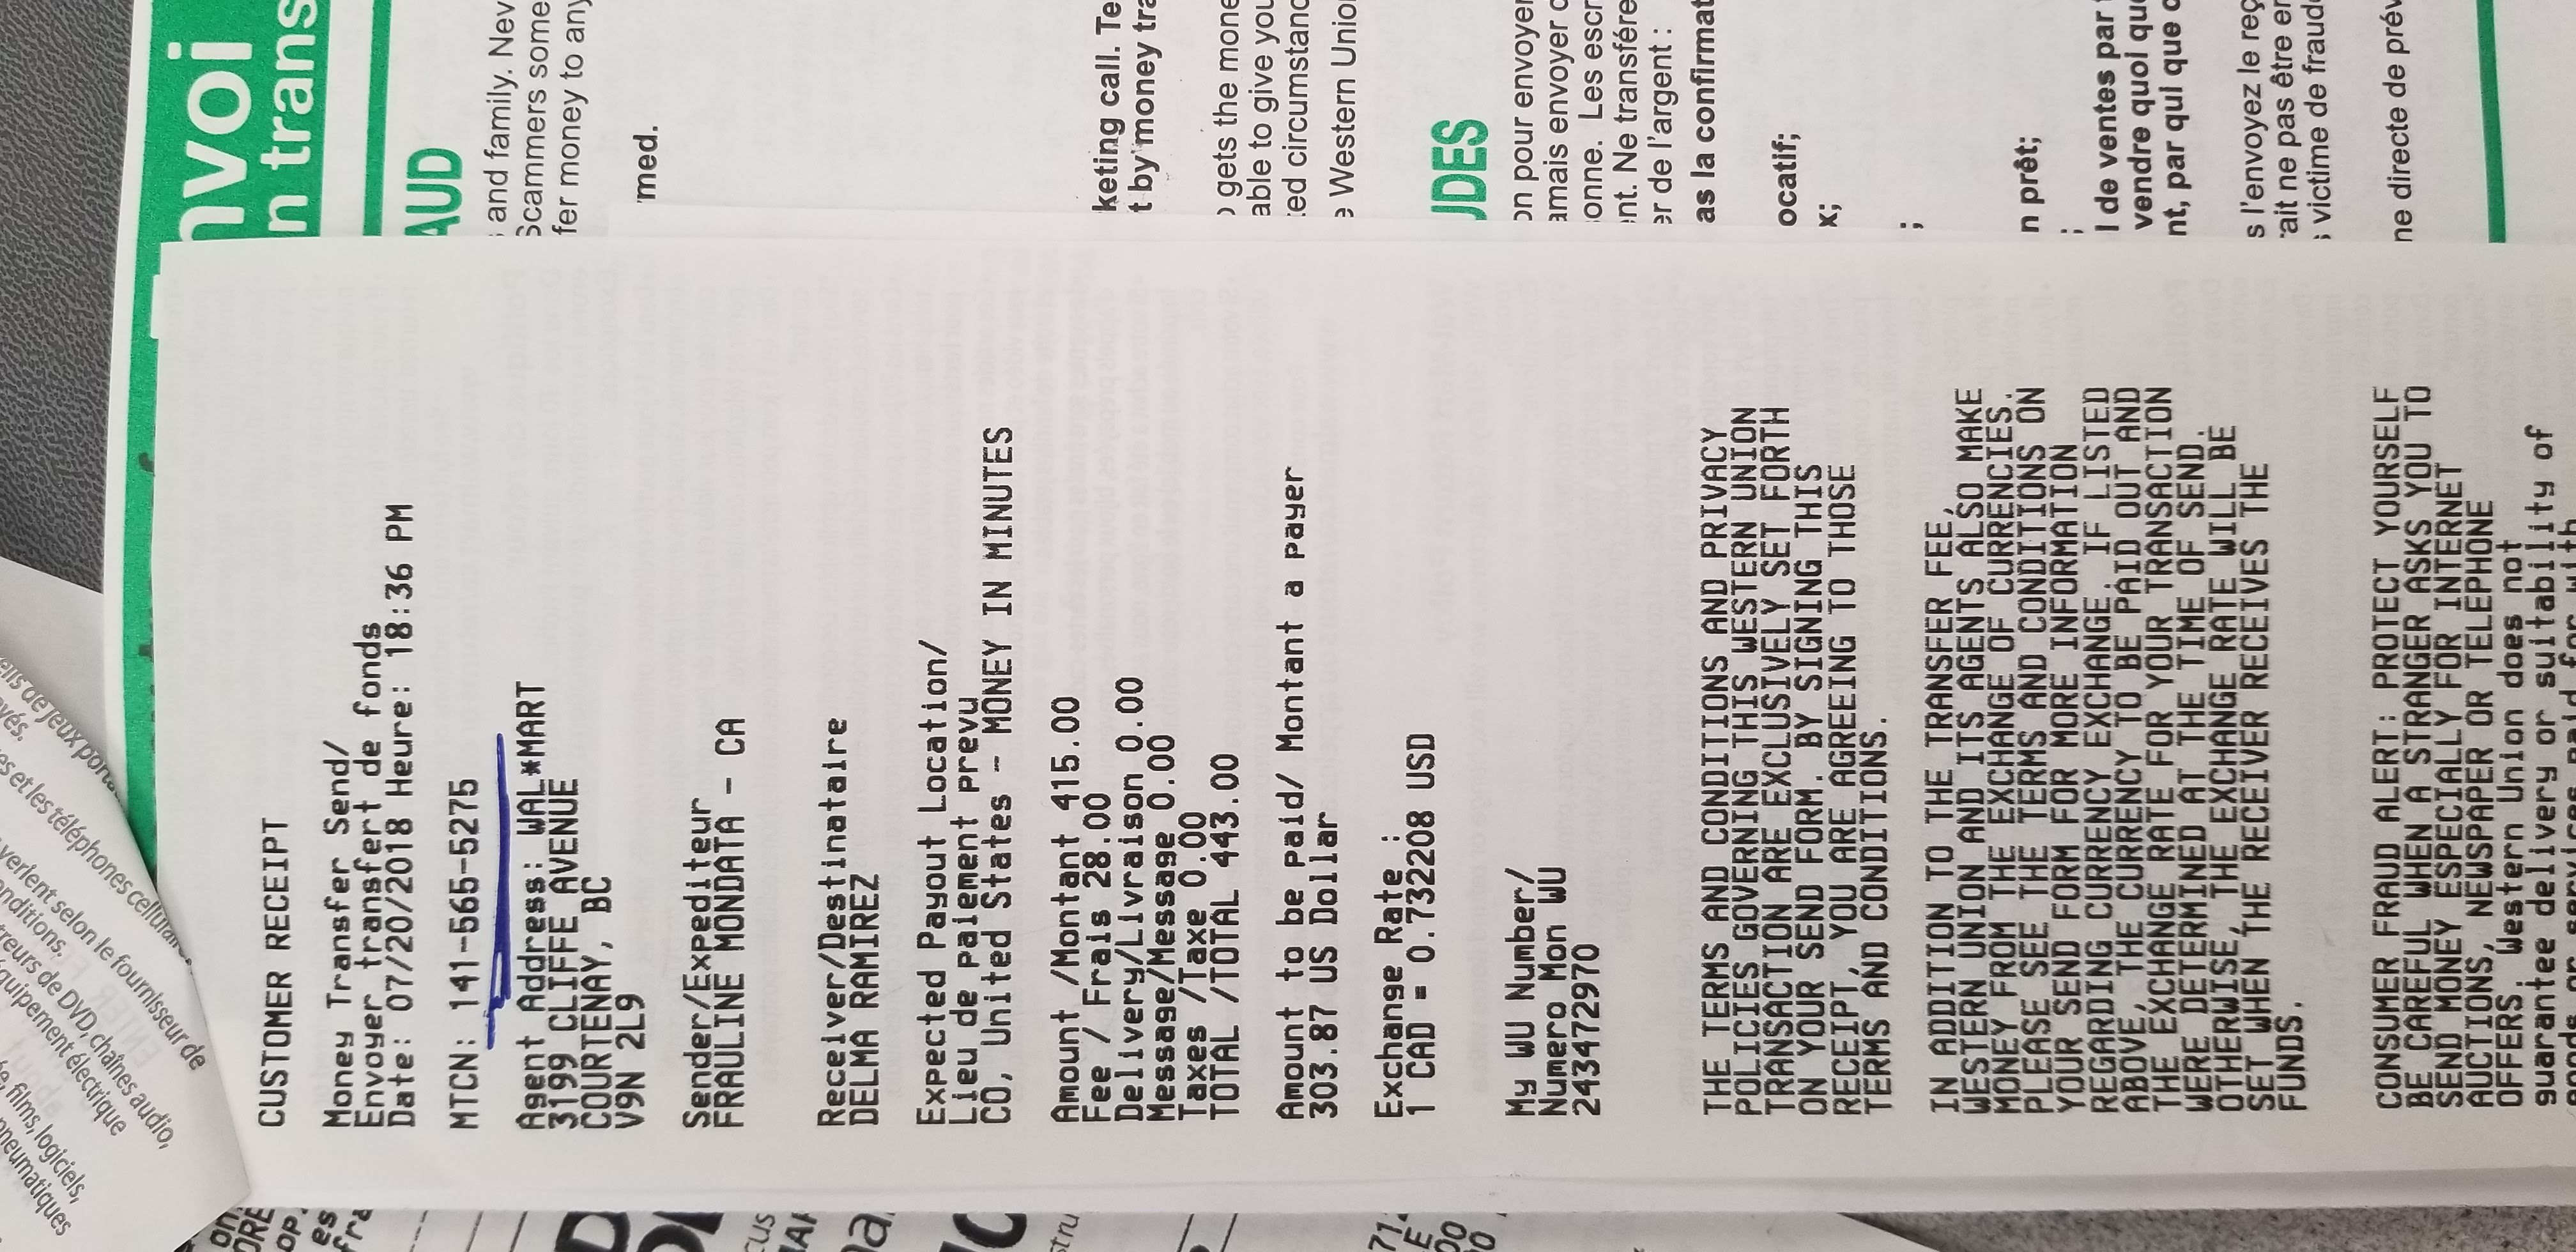 CUSTOMER RECEIPT
Money Transfer Send/
Envoyer transfert de fonds
Date: 07/20/2018 Heure: 18:36 PM
MTCN: 141-565-5275
Agent Address: WAL*MART
3199 CLIFFE AVENUE
COURTENAY, BC
V9N 2L9
Sender/Expediteur
FRAULINE MONDATA - CA
Receiver/Destinataire
DELMA RAMIREZ
Expected Payout Location/
Lieu de paiement prevu
CO, United States - MONEY IN MINUTES
Amount /Montant 415.00
Fee / Frais 28.00
Delivery/Livraison 0.00
Message/Message 0.00
Taxes /Taxe 0.00
TOTAL /TOTAL 443.00
Amount to be paid/ Montant a payer
303.87 US Dollar
Exchange Rate :
1 CAD = 0.732208 USD
My WU Number/
Numero Mon WU
243472970
THE TERMS AND CONDITIONS AND PRIVACY
POLICIES GOVERNING THIS WESTERN UNION
TRANSACTION ARE EXCLUSIVELY SET FORTH
ON YOUR SEND FORM. BY SIGNING THIS
RECEIPT, YOU ARE AGREEING TO THOSE
TERMS AND CONDITIONS.
IN ADDITION TO THE TRANSFER FEE,
WESTERN UNION AND ITS AGENTS ALSO MAKE
MONEY FROM THE EXCHANGE OF CURRENCIES.
PLEASE SEE THE TERMS AND CONDITIONS ON
YOUR SEND FORM FOR MORE INFORMATION
REGARDING CURRENCY EXCHANGE. IF LISTED
ABOVE, THE CURRENCY TO BE PAID OUT AND
THE EXCHANGE RATE FOR YOUR TRANSACTION
WERE DETERMINED AT THE TIME OF SEND.
OTHERWISE, THE EXCHANGE RATE WILL BE
SET WHEN THE RECEIVER RECEIVES THE
FUNDS.
CONSUMER FRAUD ALERT: PROTECT YOURSELF
BE CAREFUL WHEN A STRANGER ASKS YOU TO
SEND MONEY ESPECIALLY FOR INTERNET
AUCTIONS, NEWSPAPER OR TELEPHONE
OFFERS. Western Union does not
guarantee delivery or suitability of
nvoi
n trans
AUD
and family. Nev
Scammers some
fer money to any
med.
keting call. Te
t by money tra
gets the mone
able to give you
ted circumstanc
e Western Unio
UDES
on pour envoyer
amais envoyer
onne. Les escr
nt. Ne transfére
er de l'argent :
as la confirmat
ocatif;
x;
;
n prêt;
;
l de ventes par
vendre quoi que
nt, par qui que
s l'envoyez le reç
rait ne pas être en
victime de fraude
ne directe de prév
de jeux
es et les téléphones
vertent selon le fournisseur de
onditions.
de DVD, chaînes audio,
quipement électrique
films, logiciels,
neumatiques